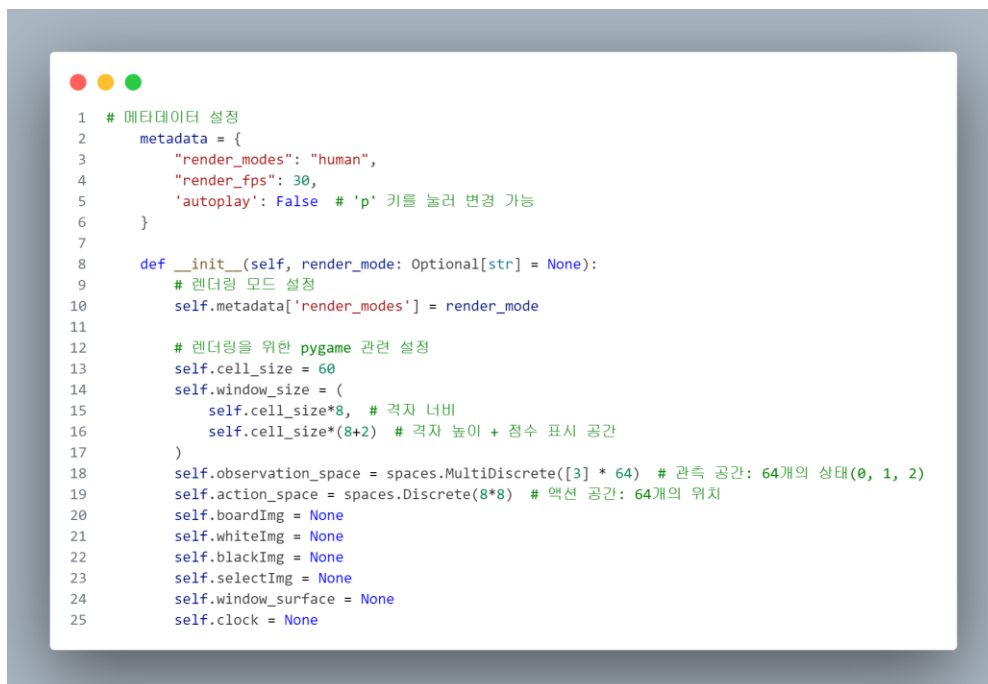 1 # 메타데이터 설정
2     metadata = {
3         "render_modes": "human",
4         "render_fps": 30,
5         'autoplay': False  # 'p' 키를 눌러 변경 가능
6     }
7
8     def __init__(self, render_mode: Optional[str] = None):
9         # 렌더링 모드 설정
10         self.metadata['render_modes'] = render_mode
11
12         # 렌더링을 위한 pygame 관련 설정
13         self.cell_size = 60
14         self.window_size = (
15             self.cell_size*8,  # 격자 너비
16             self.cell_size*(8+2)  # 격자 높이 + 점수 표시 공간
17         )
18         self.observation_space = spaces.MultiDiscrete([3] * 64)  # 관측 공간: 64개의 상태(0, 1, 2)
19         self.action_space = spaces.Discrete(8*8)  # 액션 공간: 64개의 위치
20         self.boardImg = None
21         self.whiteImg = None
22         self.blackImg = None
23         self.selectImg = None
24         self.window_surface = None
25         self.clock = None